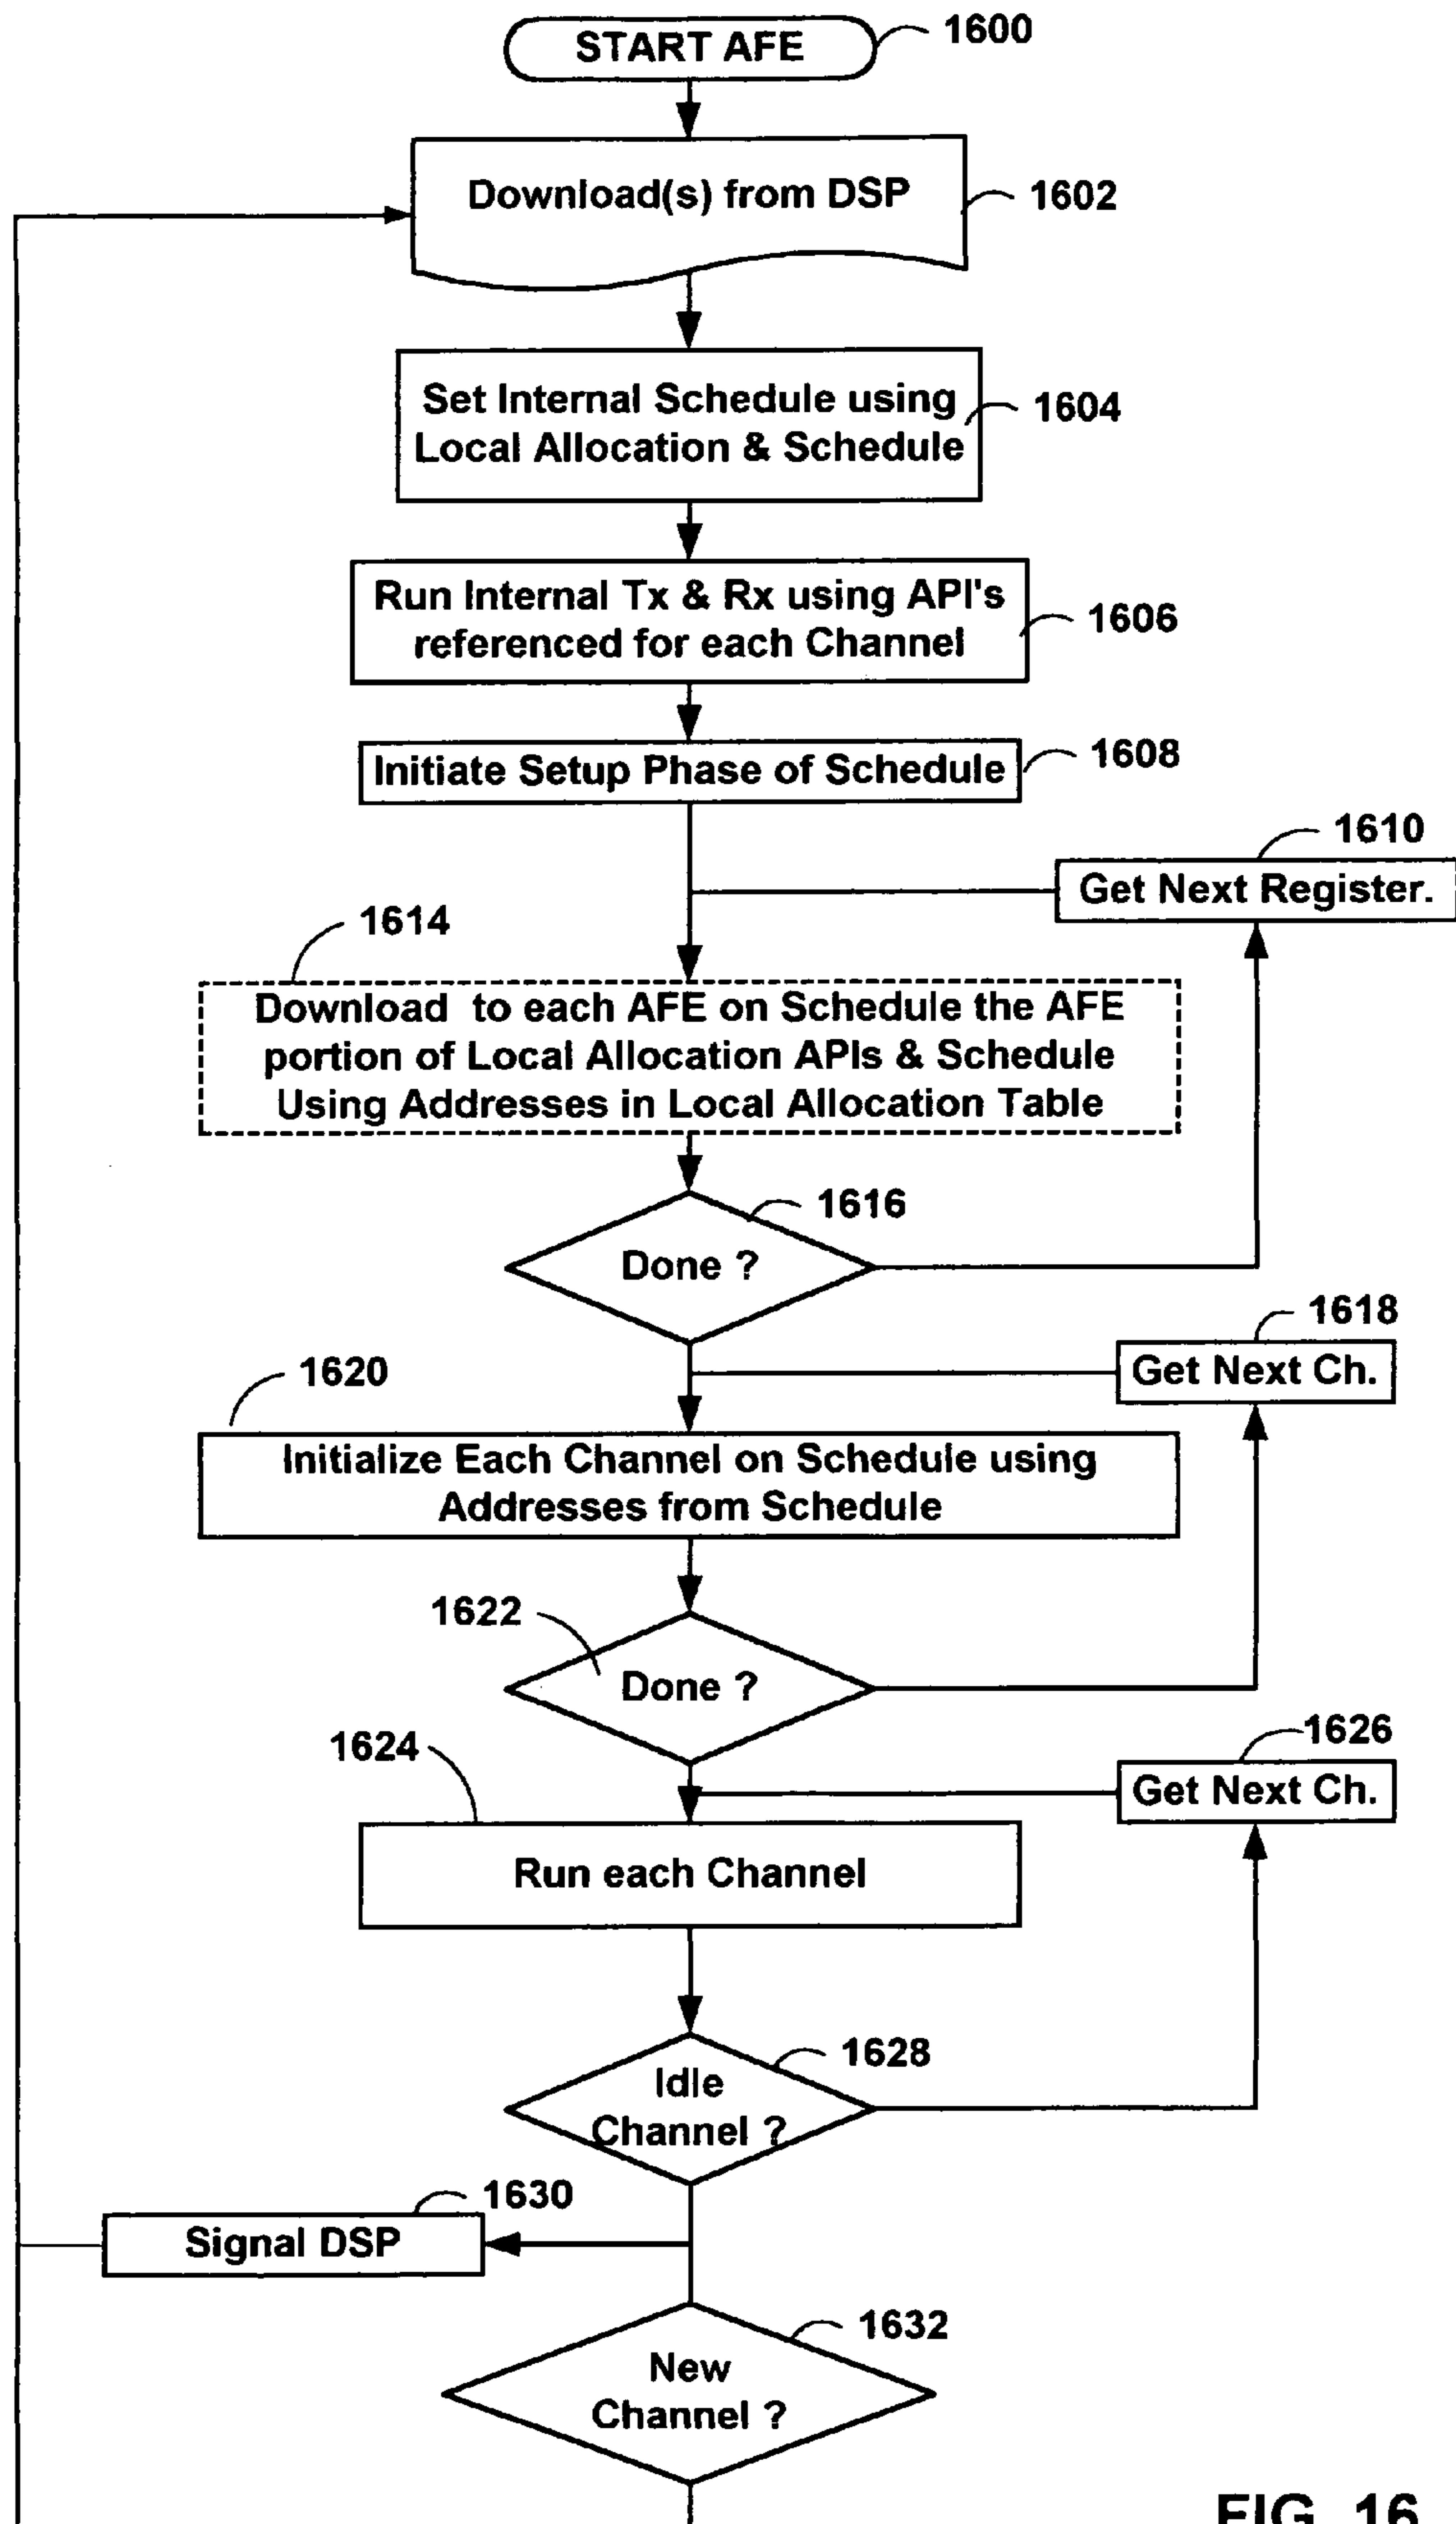 START AFE
1600
Download(s) from DSP
1602
Set Internal Schedule using
Local Allocation & Schedule
1604
Run Internal Tx & Rx using API's
referenced for each Channel
1606
Initiate Setup Phase of Schedule
1608
1610
Get Next Register.
1614
Download to each AFE on Schedule the AFE
portion of Local Allocation APIs & Schedule
Using Addresses in Local Allocation Table
1616
Done ?
1618
Get Next Ch.
1620
Initialize Each Channel on Schedule using
Addresses from Schedule
1622
Done ?
1624
1626
Get Next Ch.
Run each Channel
1628
Idle
Channel ?
1630
Signal DSP
1632
New
Channel ?
FIG. 16